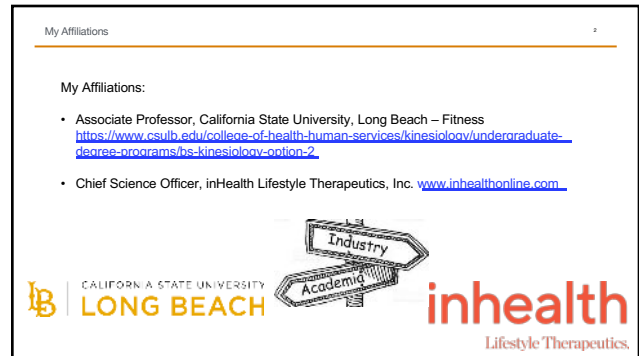 My Affiliations
2
My Affiliations:
• Associate Professor, California State University, Long Beach – Fitness
https://www.csulb.edu/college-of-health-human-services/kinesiology/undergraduate-
degree-programs/bs-kinesiology-option-2
• Chief Science Officer, inHealth Lifestyle Therapeutics, Inc. www.inhealthonline.com
Industry
Academia
LB
CALIFORNIA STATE UNIVERSITY
LONG BEACH
inhealth
Lifestyle Therapeutics.